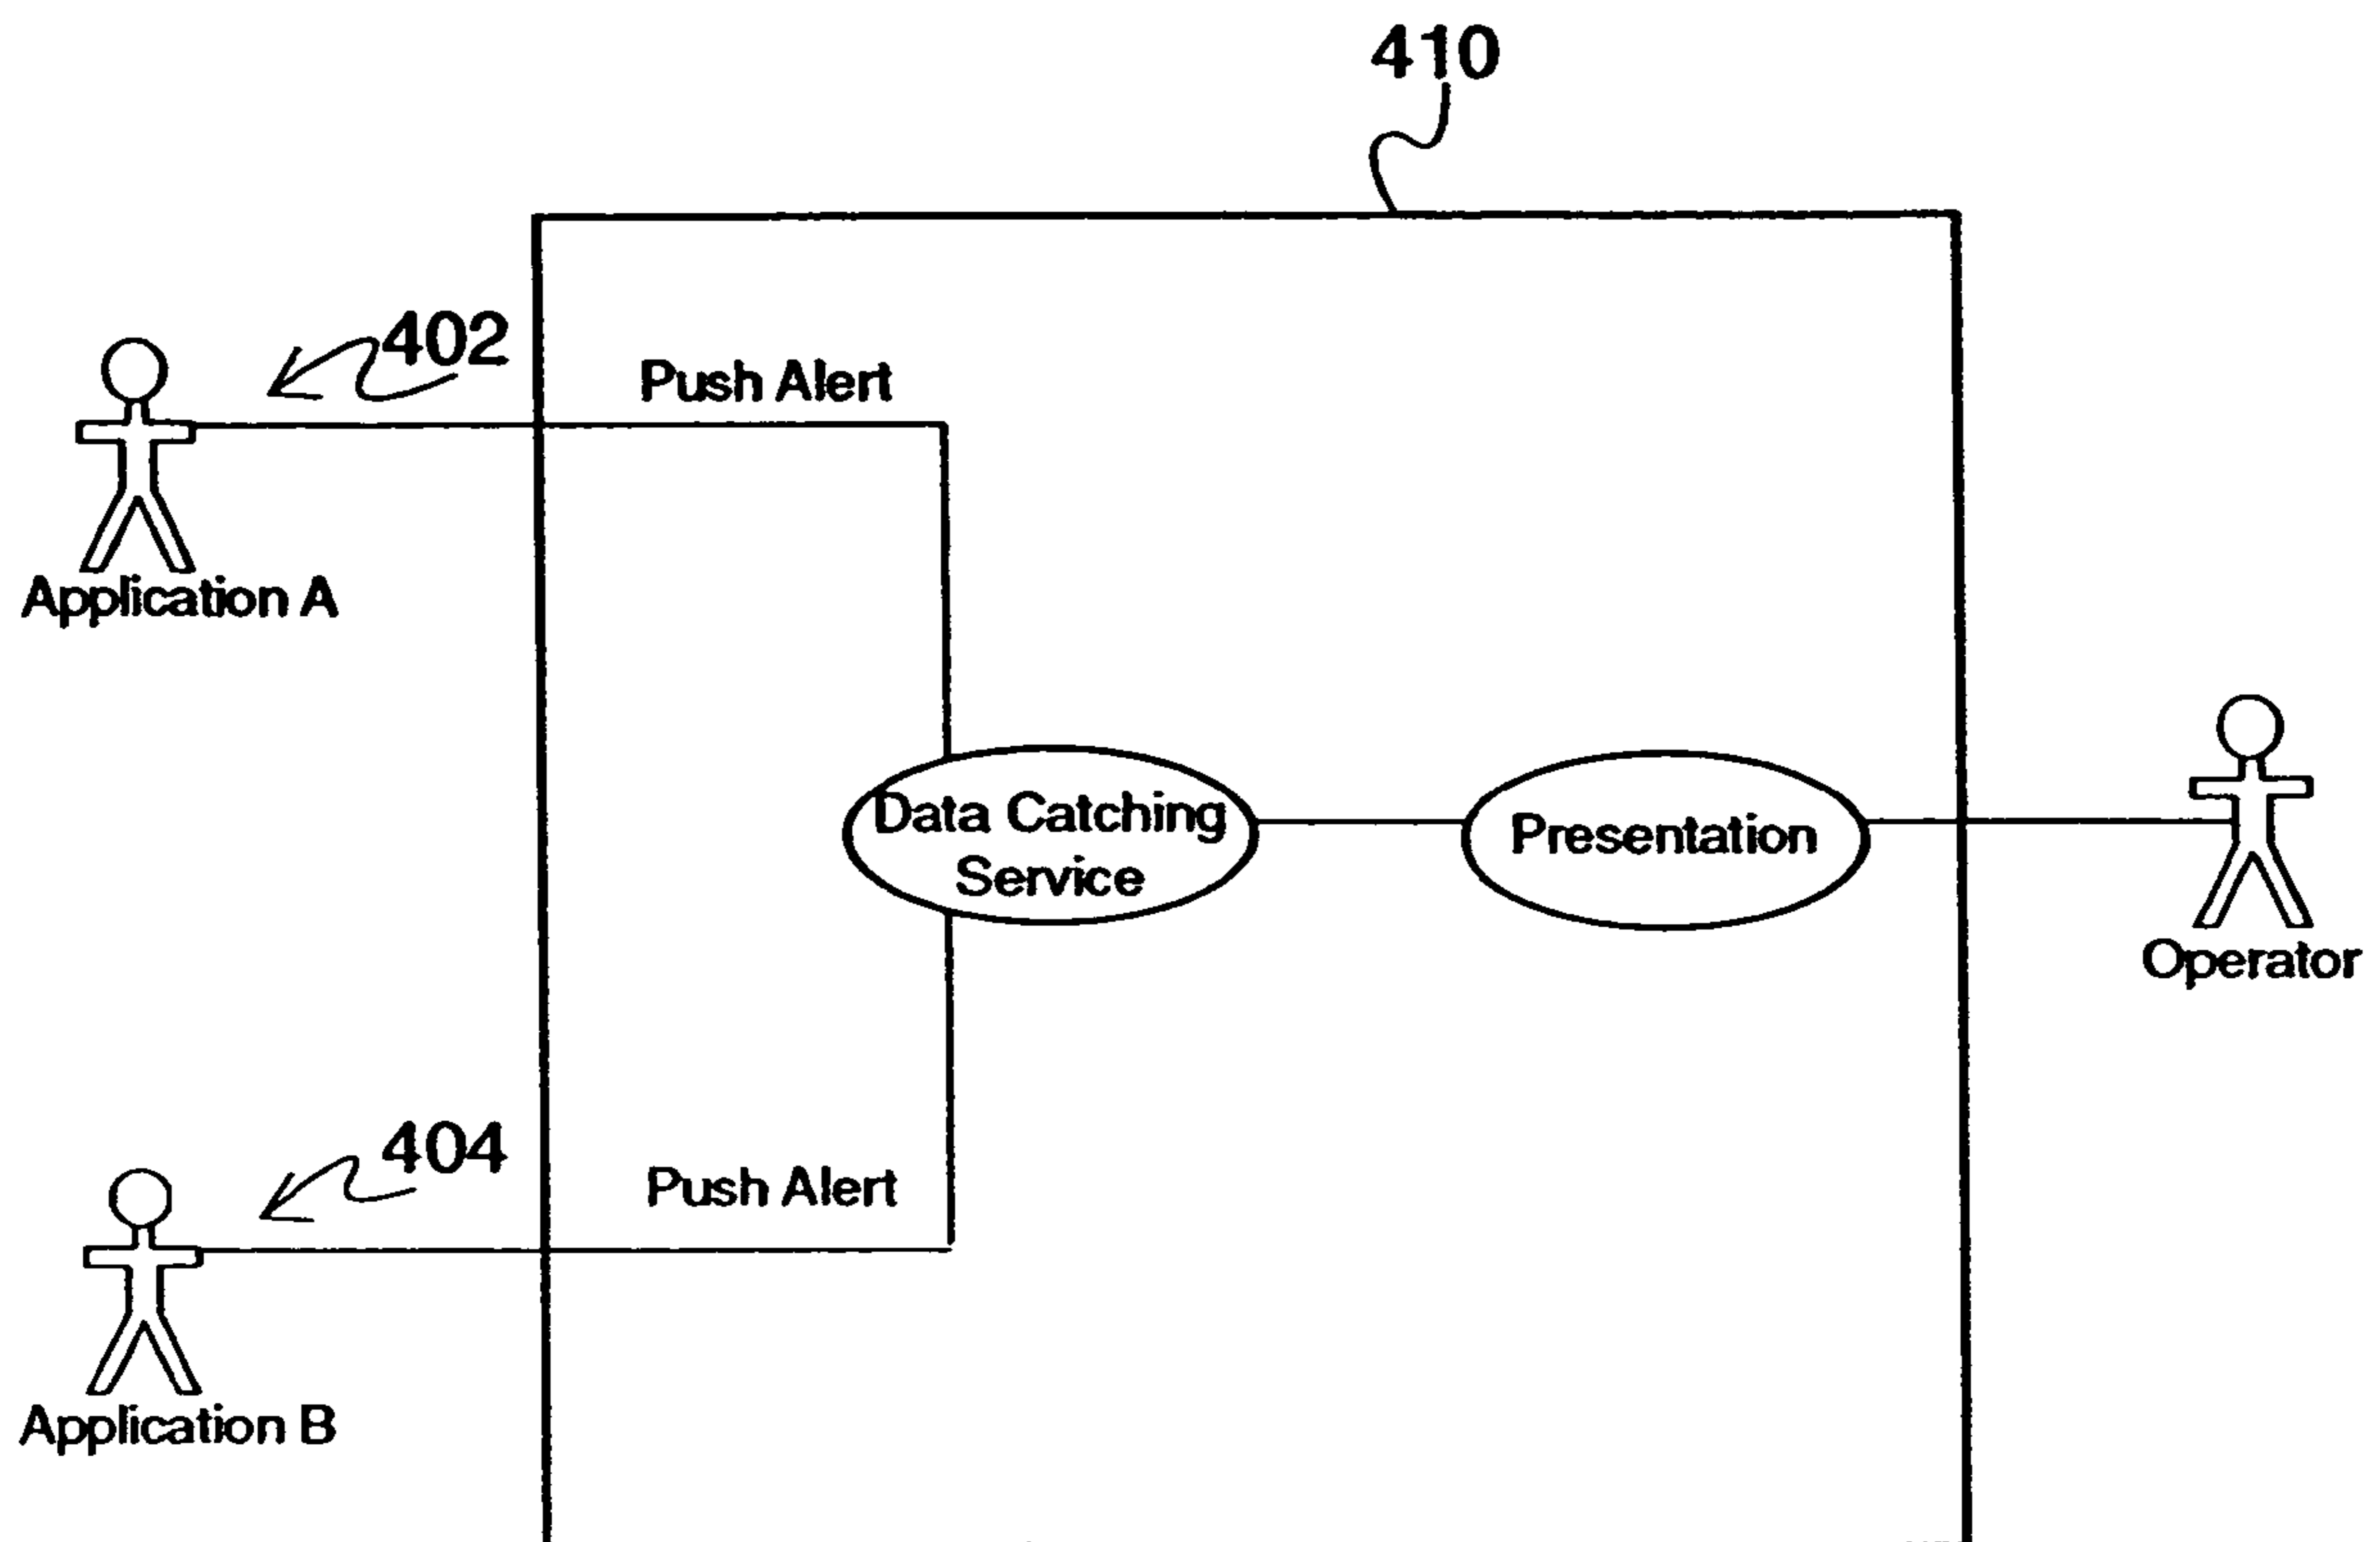 410
402
Push Alert
Application A
Data Catching
Service
Presentation
Operator
404
Push Alert
Application B